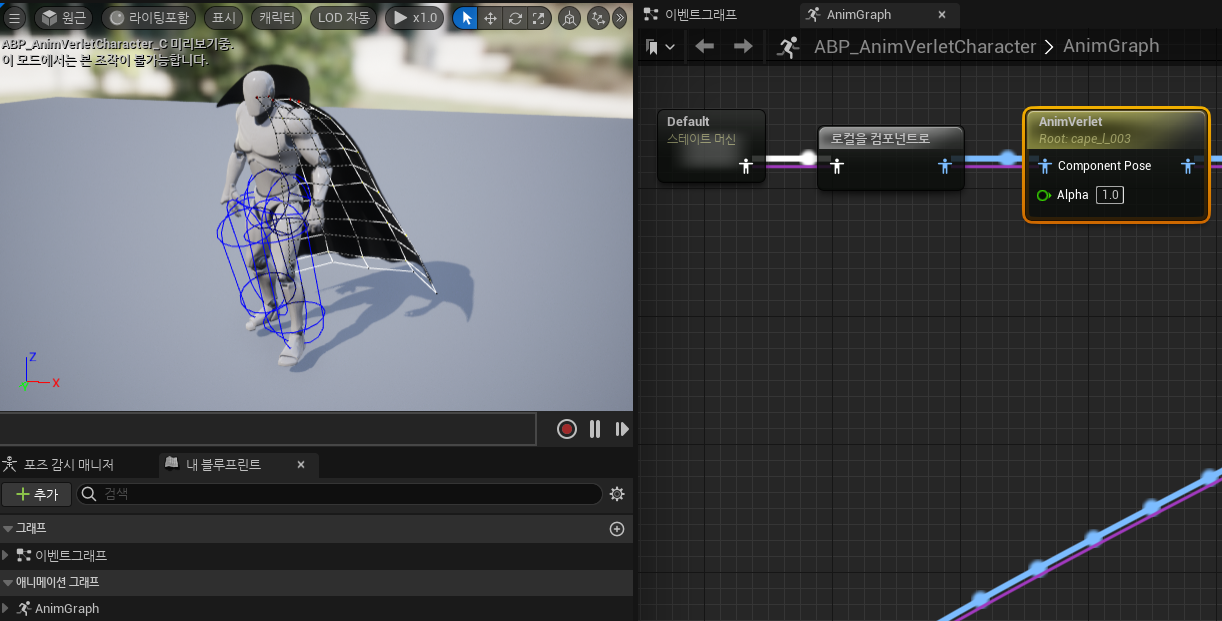 원근
라이팅포함
표시
캐릭터
LOD 자동
x1.0
ABP_AnimVerletCharacter_C 미리보기중.
이 모드에서는 본 조작이 불가능합니다.
Z
X
포즈 감시 매니저
내 블루프린트
추가
검색
그래프
이벤트그래프
애니메이션 그래프
AnimGraph
이벤트그래프
AnimGraph
ABP_AnimVerletCharacter > AnimGraph
Default
스테이트 머신
로컬을 컴포넌트로
AnimVerlet
Root: cape_l_003
Component Pose
Alpha 1.0